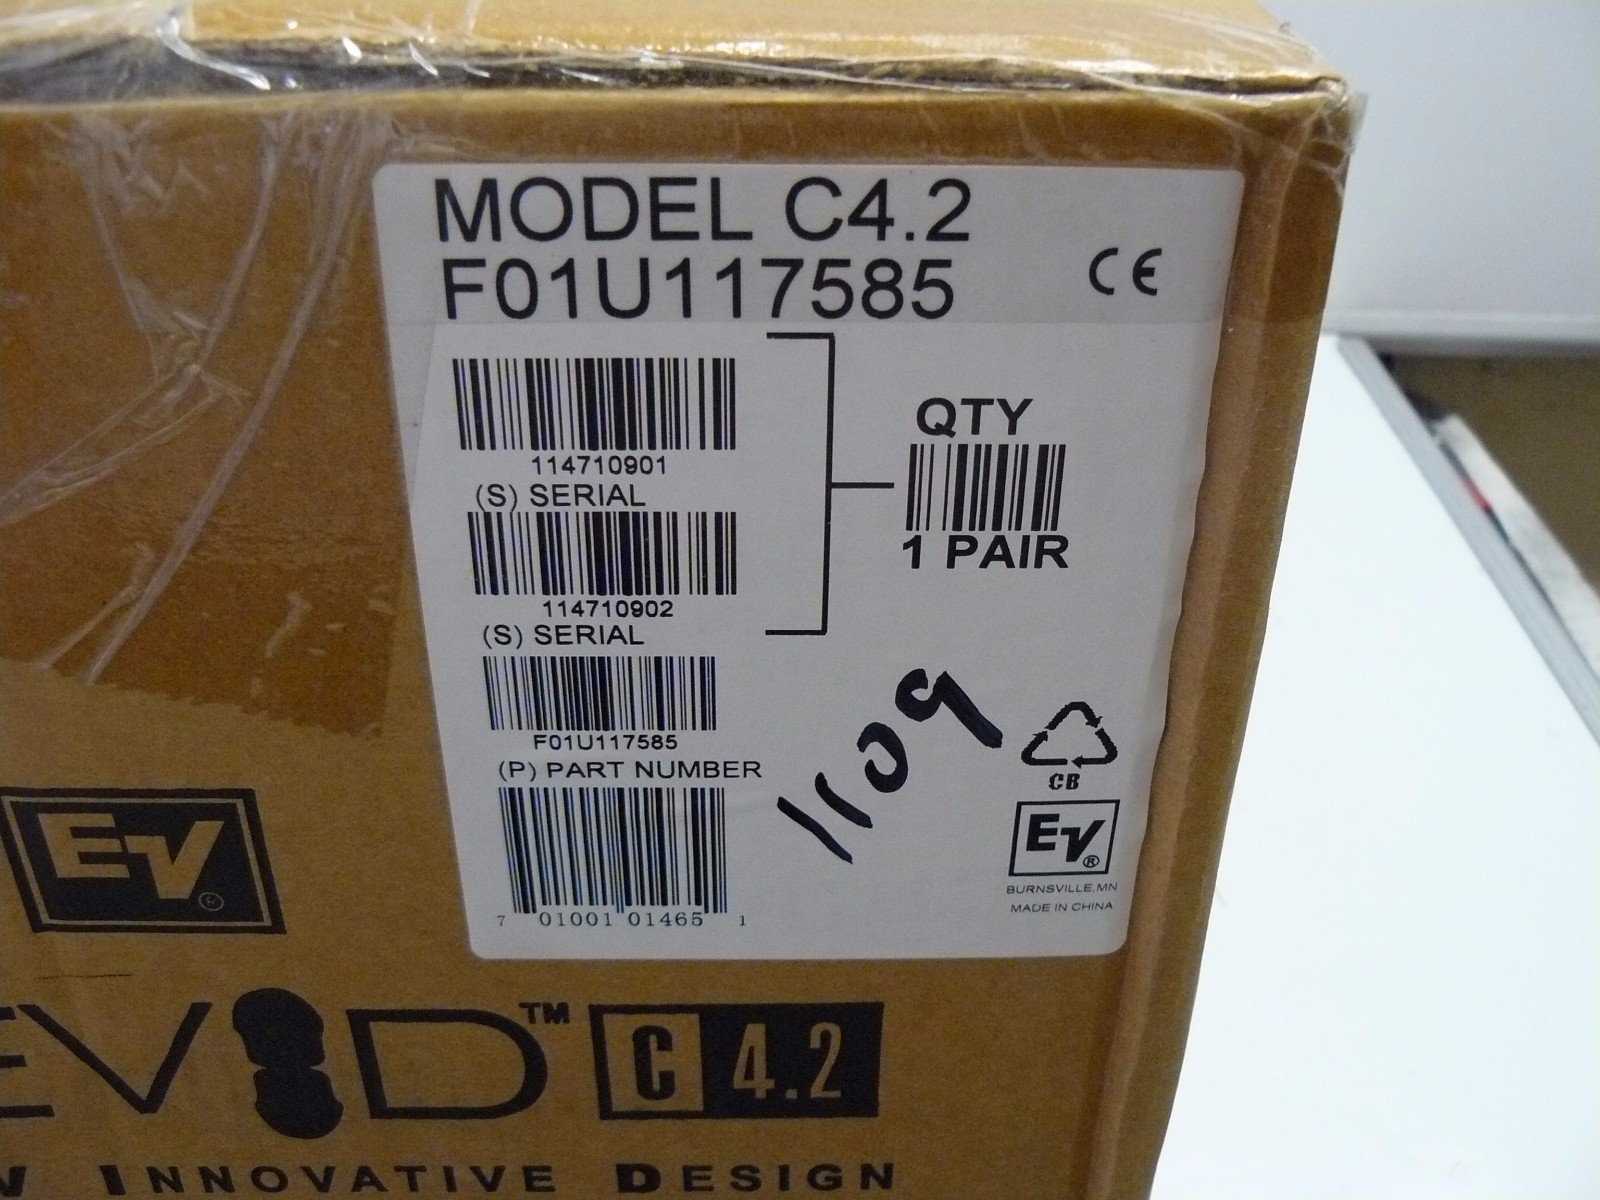 MODEL C4.2
F01U117585
CE
114710901
(S) SERIAL
114710902
(S) SERIAL
QTY
1 PAIR
F01U117585
(P) PART NUMBER
7 01001 01465 1
1109
CB
EV®
BURNSVILLE, MN
MADE IN CHINA
EV®
EVID™ C 4.2
INNOVATIVE DESIGN